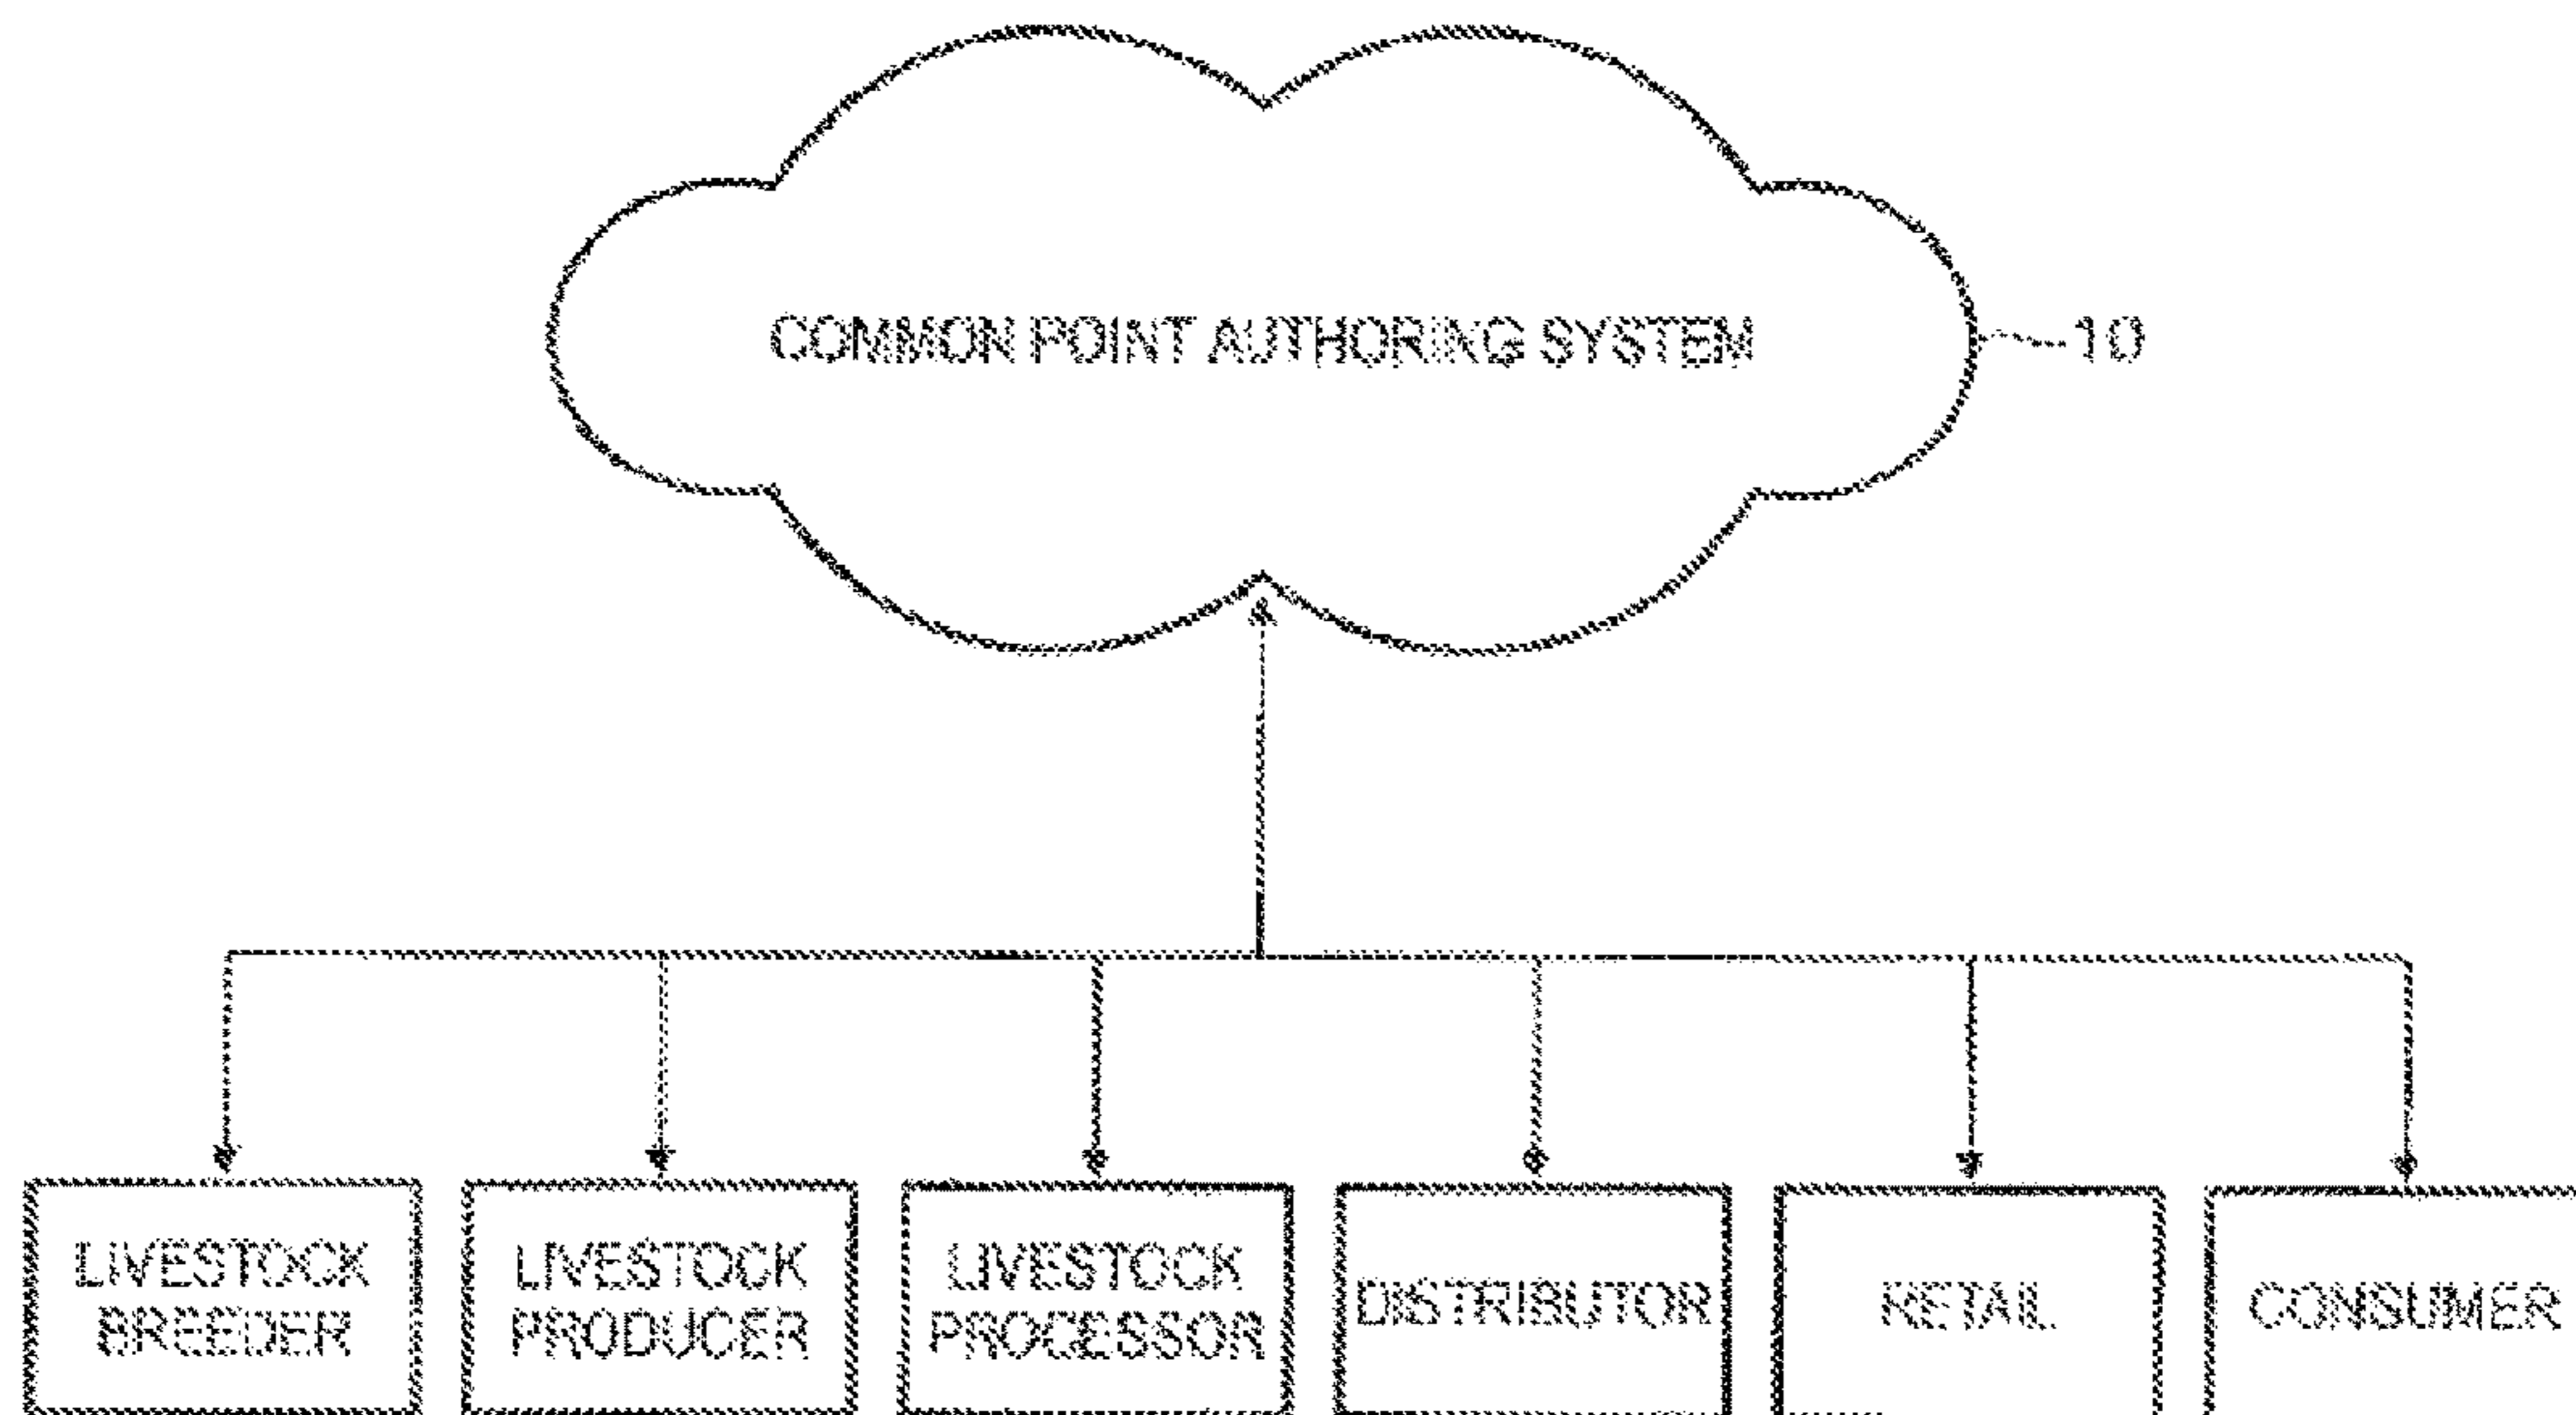 COMMON POINT AUTHORING SYSTEM
10
LIVESTOCK
BREEDER
LIVESTOCK
PRODUCER
LIVESTOCK
PROCESSOR
DISTRIBUTOR
RETAIL
CONSUMER